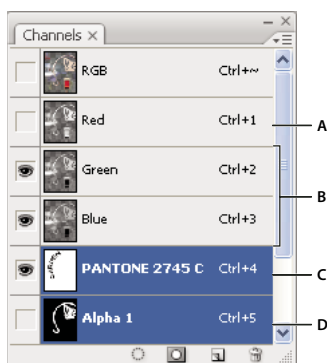 Channels ×
RGB Ctrl+~
Red Ctrl+1
A
Green Ctrl+2
B
Blue Ctrl+3
PANTONE 2745 C Ctrl+4
C
Alpha 1 Ctrl+5
D